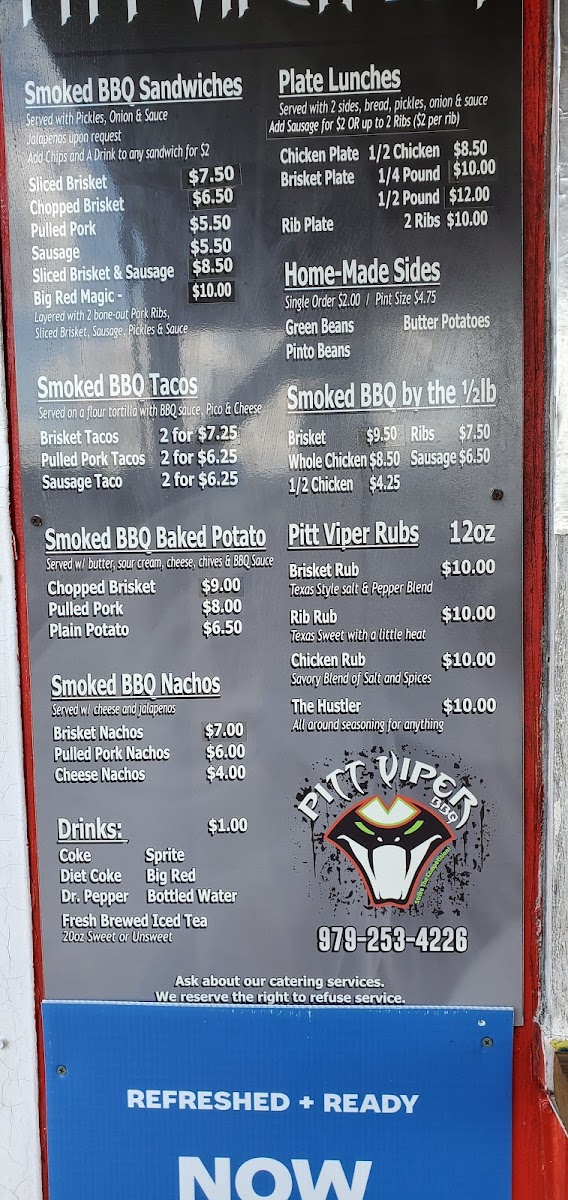 PITT VIPER BBQ
Smoked BBQ Sandwiches
Served with Pickles, Onion & Sauce
Jalapenos upon request
Add Chips and A Drink to any sandwich for $2
Sliced Brisket $7.50
Chopped Brisket $6.50
Pulled Pork $5.50
Sausage $5.50
Sliced Brisket & Sausage $8.50
Big Red Magic - $10.00
Layered with 2 bone-out Pork Ribs,
Sliced Brisket, Sausage, Pickles & Sauce
Smoked BBQ Tacos
Served on a flour tortilla with BBQ sauce, Pico & Cheese
Brisket Tacos 2 for $7.25
Pulled Pork Tacos 2 for $6.25
Sausage Taco 2 for $6.25
Smoked BBQ Baked Potato
Served w/ butter, sour cream, cheese, chives & BBQ Sauce
Chopped Brisket $9.00
Pulled Pork $8.00
Plain Potato $6.50
Smoked BBQ Nachos
Served w/ cheese and jalapenos
Brisket Nachos $7.00
Pulled Pork Nachos $6.00
Cheese Nachos $4.00
Drinks: $1.00
Coke Sprite
Diet Coke Big Red
Dr. Pepper Bottled Water
Fresh Brewed Iced Tea
20oz Sweet or Unsweet
Plate Lunches
Served with 2 sides, bread, pickles, onion & sauce
Add Sausage for $2 OR up to 2 Ribs ($2 per rib)
Chicken Plate 1/2 Chicken $8.50
Brisket Plate 1/4 Pound $10.00
1/2 Pound $12.00
Rib Plate 2 Ribs $10.00
Home-Made Sides
Single Order $2.00 / Pint Size $4.75
Green Beans Butter Potatoes
Pinto Beans
Smoked BBQ by the ½lb
Brisket $9.50 Ribs $7.50
Whole Chicken $8.50 Sausage $6.50
1/2 Chicken $4.25
Pitt Viper Rubs 12oz
Brisket Rub $10.00
Texas Style salt & Pepper Blend
Rib Rub $10.00
Texas Sweet with a little heat
Chicken Rub $10.00
Savory Blend of Salt and Spices
The Hustler $10.00
All around seasoning for anything
PITT VIPER
BBQ
979-253-4226
Ask about our catering services.
We reserve the right to refuse service.
REFRESHED + READY
NOW